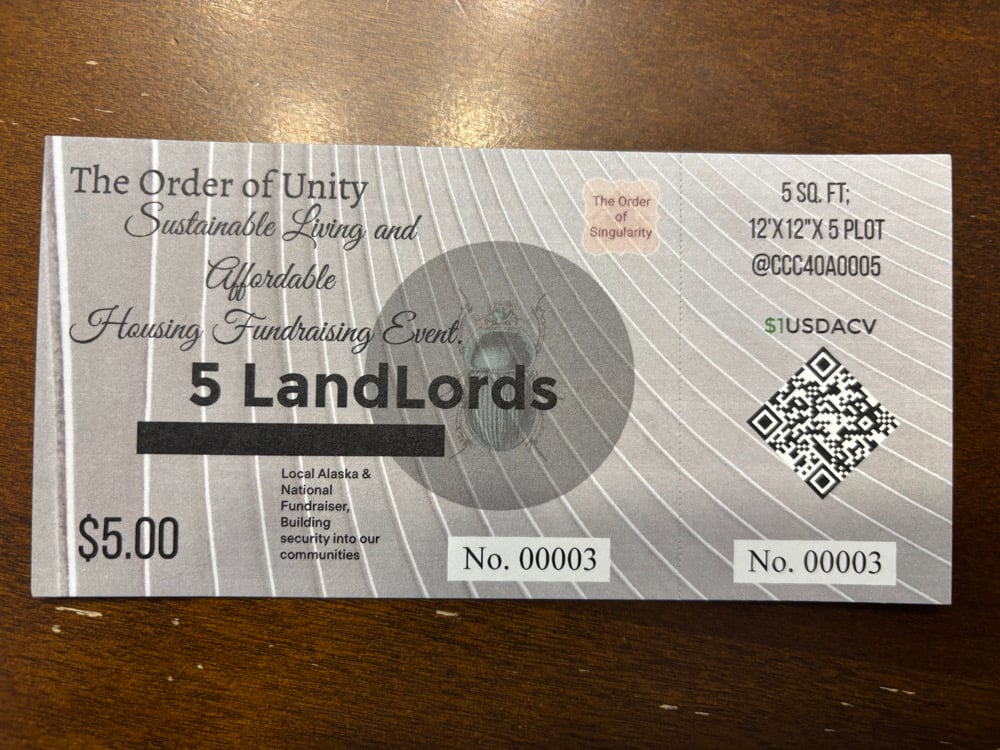 The Order of Unity
Sustainable Living and
Affordable
Housing Fundraising Event.
5 LandLords
Local Alaska &
National
Fundraiser,
Building
security into our
communities
$5.00
No. 00003
The Order
of
Singularity
5 SQ. FT;
12'X12"X 5 PLOT
@CCC40A0005
$1USDACV
No. 00003